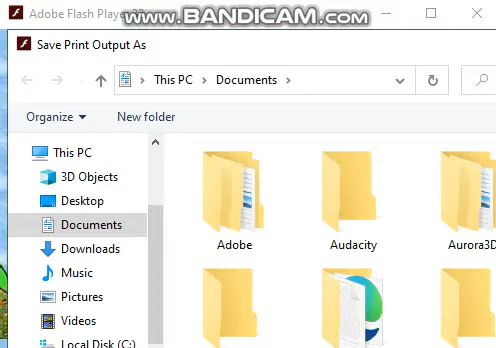 Adobe Flash Player
www.BANDICAM.com
Save Print Output As
This PC > Documents >
Organize
New folder
This PC
3D Objects
Desktop
Documents
Downloads
Music
Pictures
Videos
Local Disk (C:)
Adobe
Audacity
Aurora3D